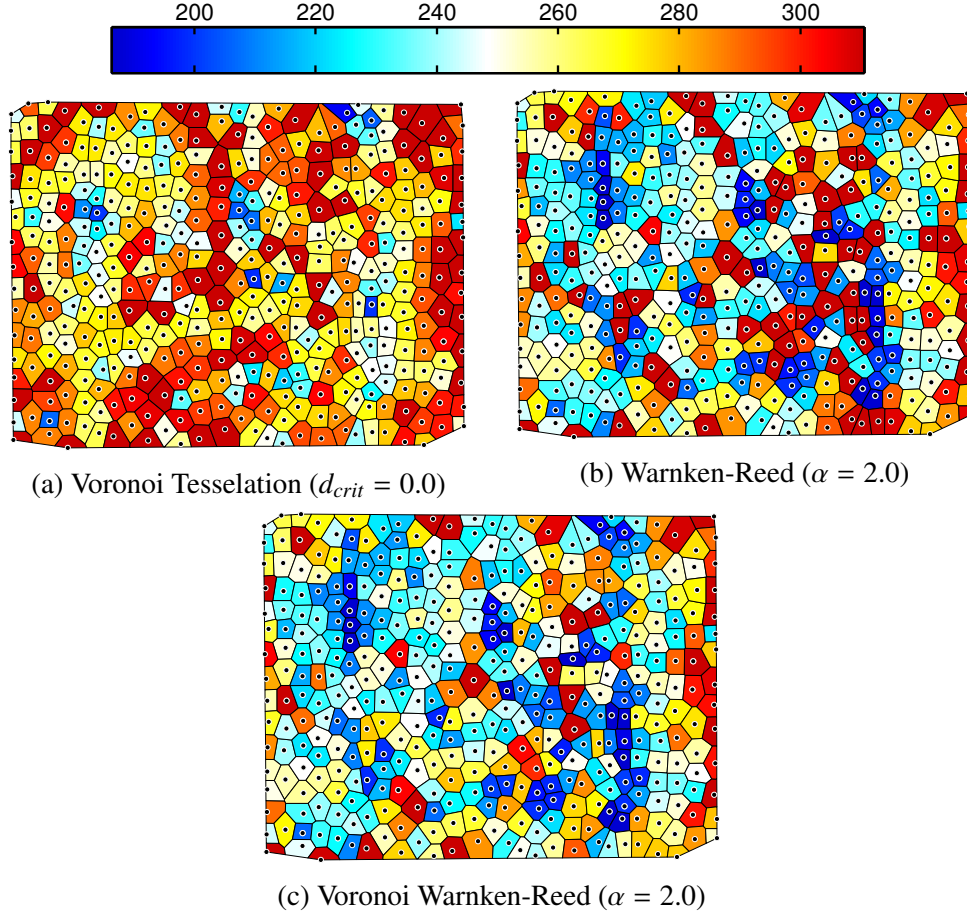 200 220 240 260 280 300
(a) Voronoi Tesselation (d_crit = 0.0)
(b) Warnken-Reed (α = 2.0)
(c) Voronoi Warnken-Reed (α = 2.0)